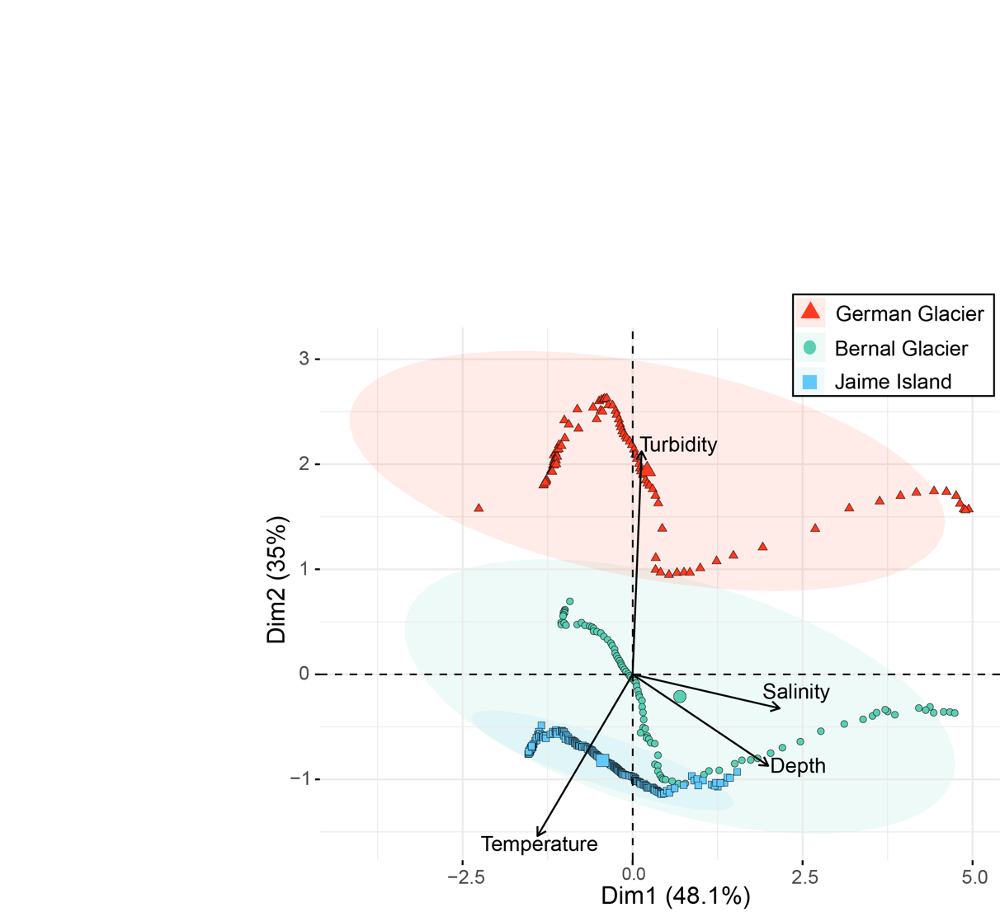 German Glacier
Bernal Glacier
Jaime Island
3
Turbidity
2
1
Dim2 (35%)
0
Salinity
Depth
−1
Temperature
−2.5
0.0
2.5
5.0
Dim1 (48.1%)